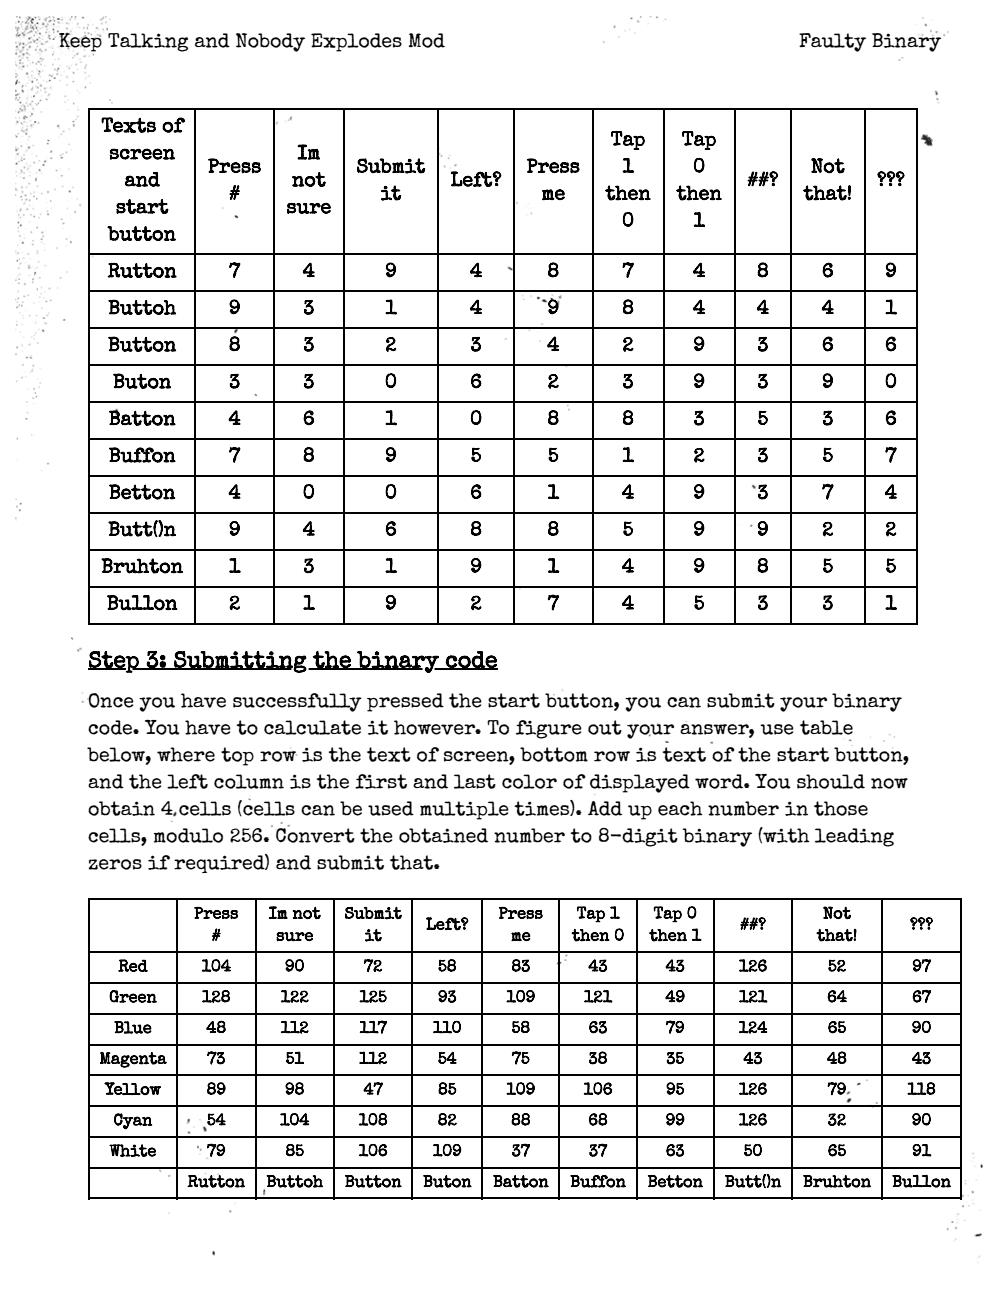 Keep Talking and Nobody Explodes Mod Faulty Binary
Texts of screen and start button | Press # | Im not sure | Submit it | Left? | Press me | Tap 1 then 0 | Tap 0 then 1 | ##? | Not that! | ???
Rutton 7 4 9 4 8 7 4 8 6 9
Buttoh 9 3 1 4 9 8 4 4 4 1
Button 8 3 2 3 4 2 9 3 6 6
Buton 3 3 0 6 2 3 9 3 9 0
Batton 4 6 1 0 8 8 3 5 3 6
Buffon 7 8 9 5 5 1 2 3 5 7
Betton 4 0 0 6 1 4 9 3 7 4
Butt()n 9 4 6 8 8 5 9 9 2 2
Bruhton 1 3 1 9 1 4 9 8 5 5
Bullon 2 1 9 2 7 4 5 3 3 1
Step 3: Submitting the binary code
Once you have successfully pressed the start button, you can submit your binary
code. You have to calculate it however. To figure out your answer, use table
below, where top row is the text of screen, bottom row is text of the start button,
and the left column is the first and last color of displayed word. You should now
obtain 4 cells (cells can be used multiple times). Add up each number in those
cells, modulo 256. Convert the obtained number to 8-digit binary (with leading
zeros if required) and submit that.
Press # | Im not sure | Submit it | Left? | Press me | Tap 1 then 0 | Tap 0 then 1 | ##? | Not that! | ???
Red 104 90 72 58 83 43 43 126 52 97
Green 128 122 125 93 109 121 49 121 64 67
Blue 48 112 117 110 58 63 79 124 65 90
Magenta 73 51 112 54 75 38 35 43 48 43
Yellow 89 98 47 85 109 106 95 126 79 118
Cyan 54 104 108 82 88 68 99 126 32 90
White 79 85 106 109 37 37 63 50 65 91
Rutton Buttoh Button Buton Batton Buffon Betton Butt()n Bruhton Bullon